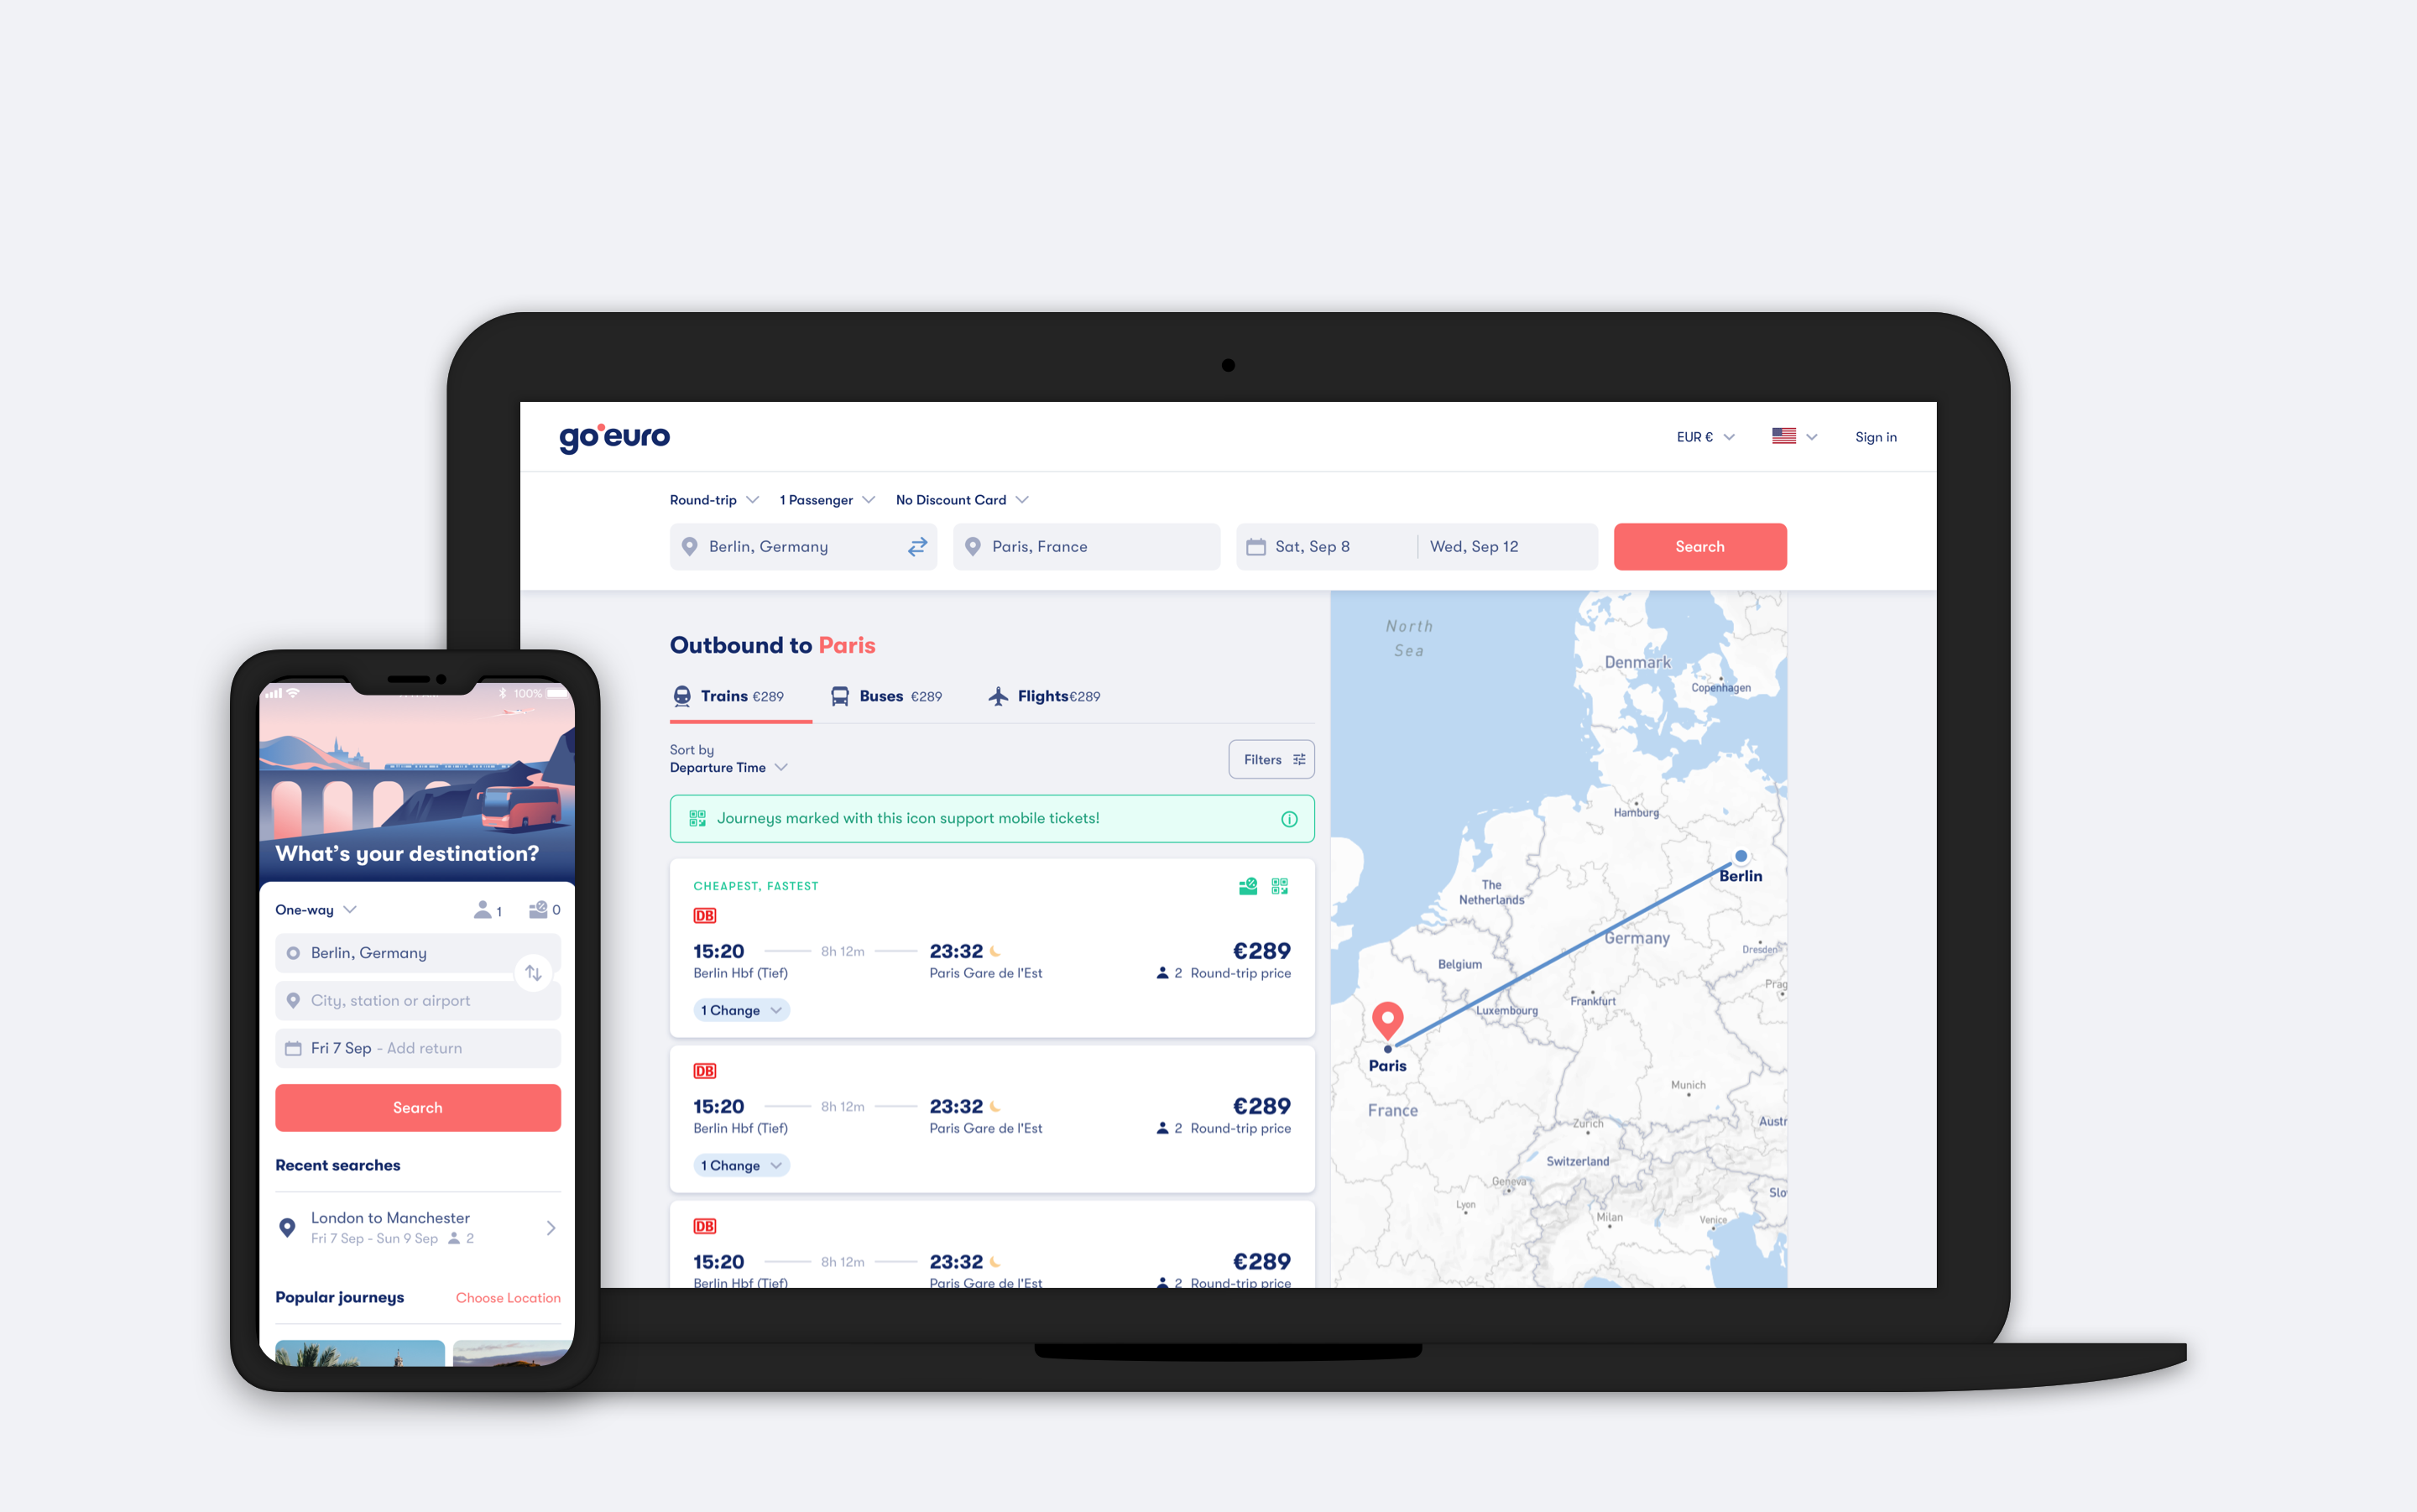 go euro
EUR €
Sign in
Round-trip
1 Passenger
No Discount Card
Berlin, Germany
Paris, France
Sat, Sep 8
Wed, Sep 12
Search
Outbound to Paris
Trains €289
Buses €289
Flights €289
Sort by
Departure Time
Filters
Journeys marked with this icon support mobile tickets!
CHEAPEST, FASTEST
DB
15:20
8h 12m
23:32
€289
Berlin Hbf (Tief)
Paris Gare de l'Est
2 Round-trip price
1 Change
DB
15:20
8h 12m
23:32
€289
Berlin Hbf (Tief)
Paris Gare de l'Est
2 Round-trip price
1 Change
DB
15:20
8h 12m
23:32
€289
Berlin Hbf (Tief)
Paris Gare de l'Est
2 Round-trip price
North
Sea
Denmark
Copenhagen
Hamburg
Berlin
The
Netherlands
Germany
Dresden
Belgium
Prag
Frankfurt
Luxembourg
Paris
Munich
France
Zurich
Austr
Switzerland
Geneva
Slo
Lyon
Milan
Venice
100%
What's your destination?
One-way
1
0
Berlin, Germany
City, station or airport
Fri 7 Sep - Add return
Search
Recent searches
London to Manchester
Fri 7 Sep - Sun 9 Sep 2
Popular journeys
Choose Location